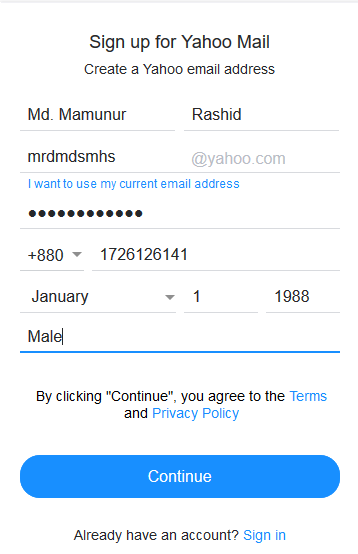 Sign up for Yahoo Mail
Create a Yahoo email address
Md. Mamunur Rashid
mrdmdsmhs @yahoo.com
I want to use my current email address
●●●●●●●●●●●●
+880 1726126141
January 1 1988
Male
By clicking "Continue", you agree to the Terms
and Privacy Policy
Continue
Already have an account? Sign in